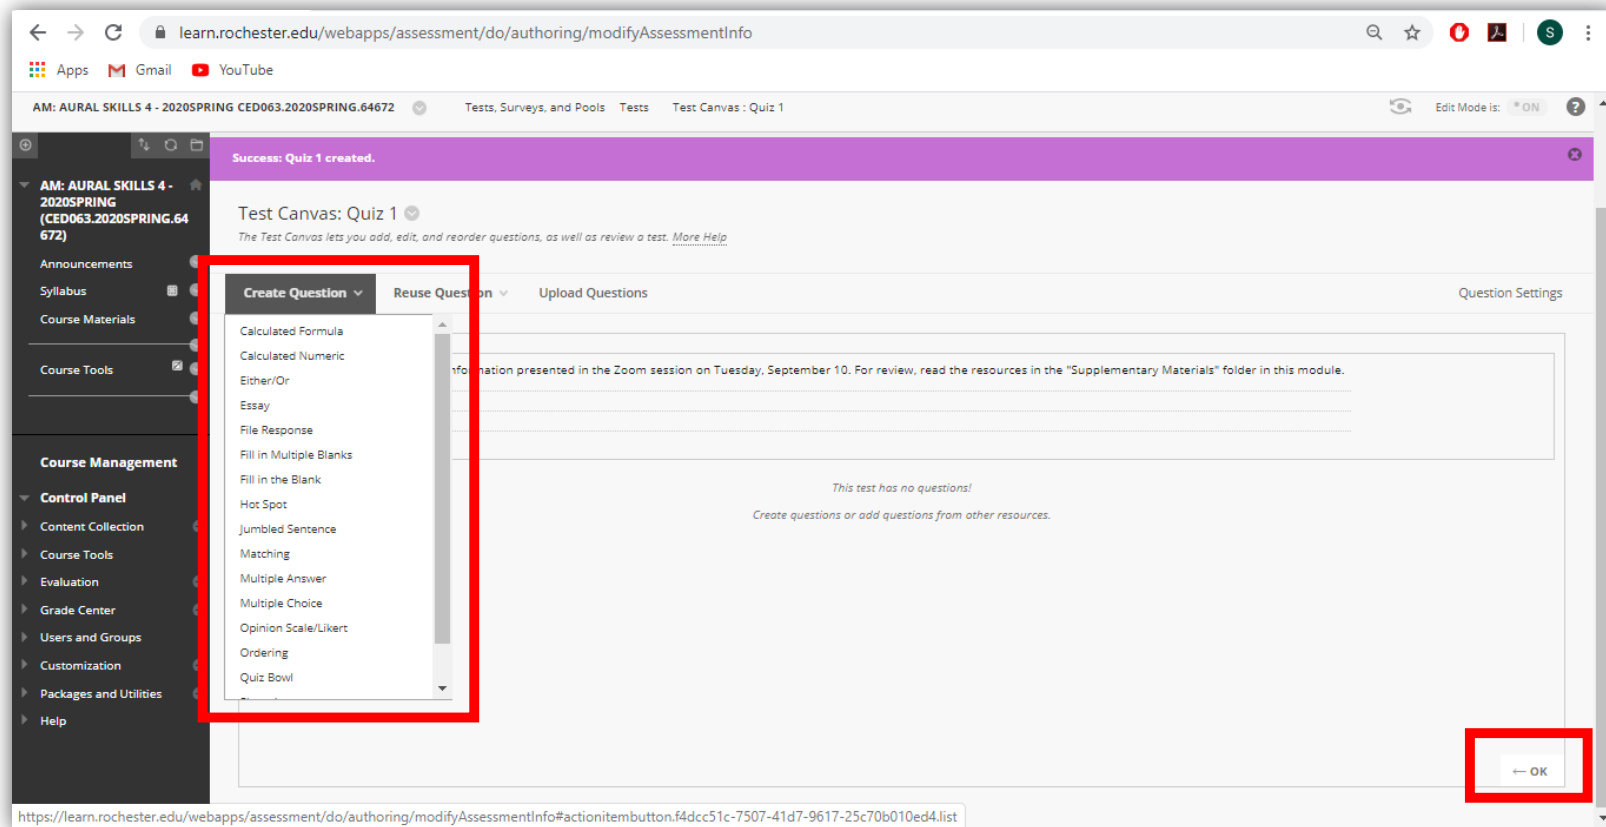 learn.rochester.edu/webapps/assessment/do/authoring/modifyAssessmentInfo
S
Apps Gmail YouTube
AM: AURAL SKILLS 4 - 2020SPRING CED063.2020SPRING.64672 Tests, Surveys, and Pools Tests Test Canvas : Quiz 1 Edit Mode is: ON ?
Success: Quiz 1 created.
AM: AURAL SKILLS 4 -
2020SPRING
(CED063.2020SPRING.64
672)
Announcements
Syllabus
Course Materials
Course Tools
Course Management
Control Panel
Content Collection
Course Tools
Evaluation
Grade Center
Users and Groups
Customization
Packages and Utilities
Help
Test Canvas: Quiz 1
The Test Canvas lets you add, edit, and reorder questions, as well as review a test. More Help
Create Question Reuse Question Upload Questions Question Settings
Calculated Formula
Calculated Numeric
Either/Or
Essay
File Response
Fill in Multiple Blanks
Fill in the Blank
Hot Spot
Jumbled Sentence
Matching
Multiple Answer
Multiple Choice
Opinion Scale/Likert
Ordering
Quiz Bowl
presented in the Zoom session on Tuesday, September 10. For review, read the resources in the "Supplementary Materials" folder in this module.
This test has no questions!
Create questions or add questions from other resources.
← OK
https://learn.rochester.edu/webapps/assessment/do/authoring/modifyAssessmentInfo#actionitembutton.f4dcc51c-7507-41d7-9617-25c70b010ed4.list